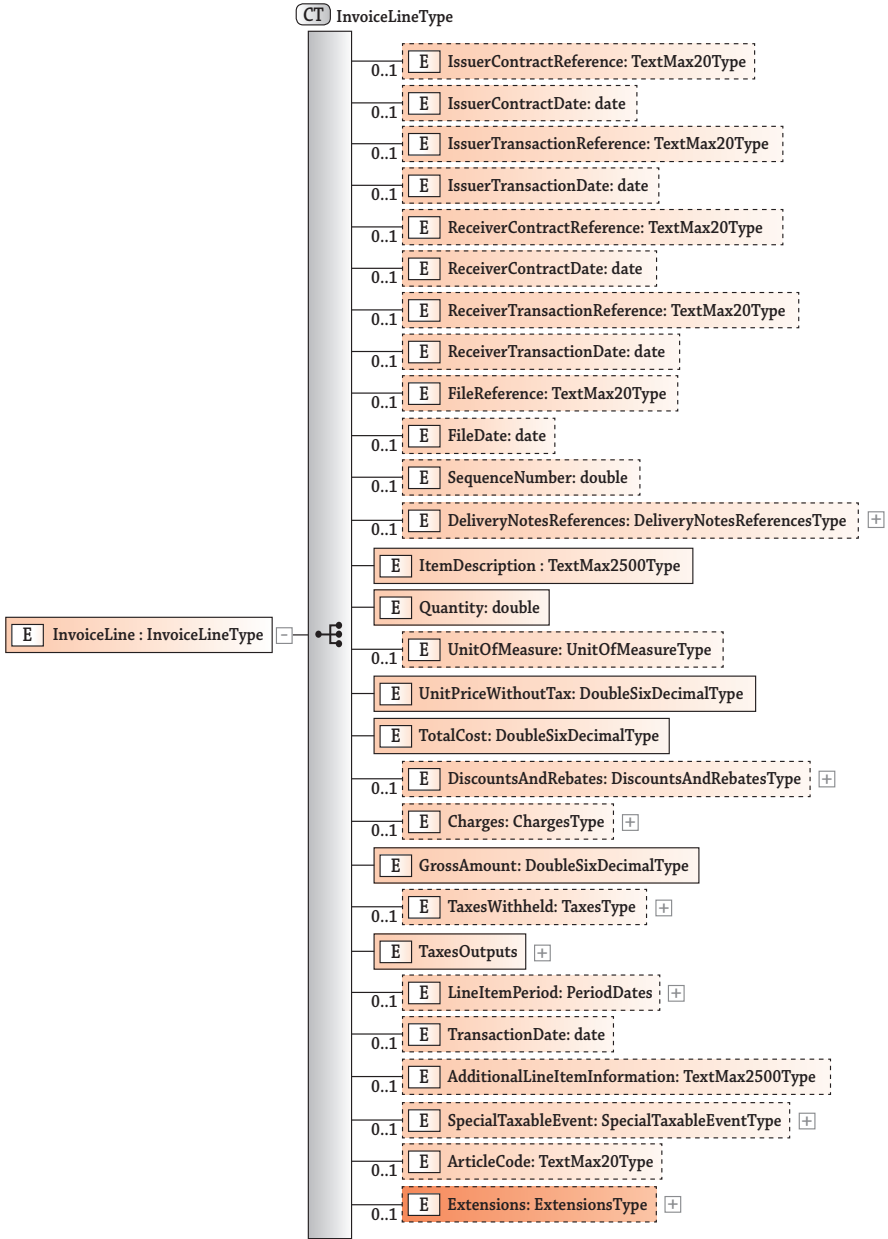 CT InvoiceLineType
E IssuerContractReference: TextMax20Type
0..1
E IssuerContractDate: date
0..1
E IssuerTransactionReference: TextMax20Type
0..1
E IssuerTransactionDate: date
0..1
E ReceiverContractReference: TextMax20Type
0..1
E ReceiverContractDate: date
0..1
E ReceiverTransactionReference: TextMax20Type
0..1
E ReceiverTransactionDate: date
0..1
E FileReference: TextMax20Type
0..1
E FileDate: date
0..1
E SequenceNumber: double
0..1
E DeliveryNotesReferences: DeliveryNotesReferencesType
0..1
E ItemDescription : TextMax2500Type
E Quantity: double
E InvoiceLine : InvoiceLineType
E UnitOfMeasure: UnitOfMeasureType
0..1
E UnitPriceWithoutTax: DoubleSixDecimalType
E TotalCost: DoubleSixDecimalType
E DiscountsAndRebates: DiscountsAndRebatesType
0..1
E Charges: ChargesType
0..1
E GrossAmount: DoubleSixDecimalType
E TaxesWithheld: TaxesType
0..1
E TaxesOutputs
E LineItemPeriod: PeriodDates
0..1
E TransactionDate: date
0..1
E AdditionalLineItemInformation: TextMax2500Type
0..1
E SpecialTaxableEvent: SpecialTaxableEventType
0..1
E ArticleCode: TextMax20Type
0..1
E Extensions: ExtensionsType
0..1